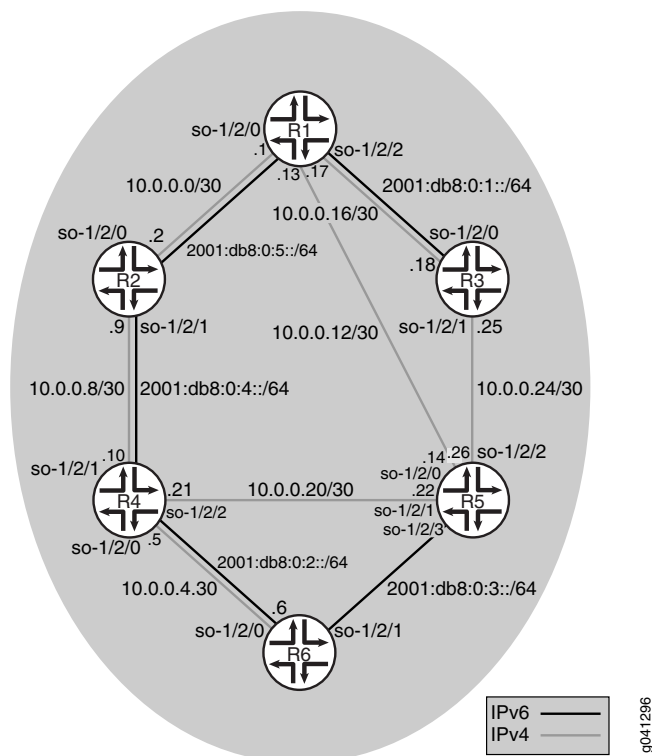 R1
so-1/2/0
.1
so-1/2/2
.13 .17
10.0.0.0/30
2001:db8:0:1::/64
10.0.0.16/30
so-1/2/0
.2
2001:db8:0:5::/64
so-1/2/0
.18
R2
R3
.9
so-1/2/1
so-1/2/1
.25
10.0.0.12/30
10.0.0.8/30
2001:db8:0:4::/64
10.0.0.24/30
.10
so-1/2/1
.14
.26
so-1/2/2
so-1/2/0
R4
.21
10.0.0.20/30
.22
R5
so-1/2/2
so-1/2/1
so-1/2/3
so-1/2/0
.5
2001:db8:0:2::/64
10.0.0.4.30
2001:db8:0:3::/64
.6
so-1/2/0
so-1/2/1
R6
IPv6
IPv4
g041296